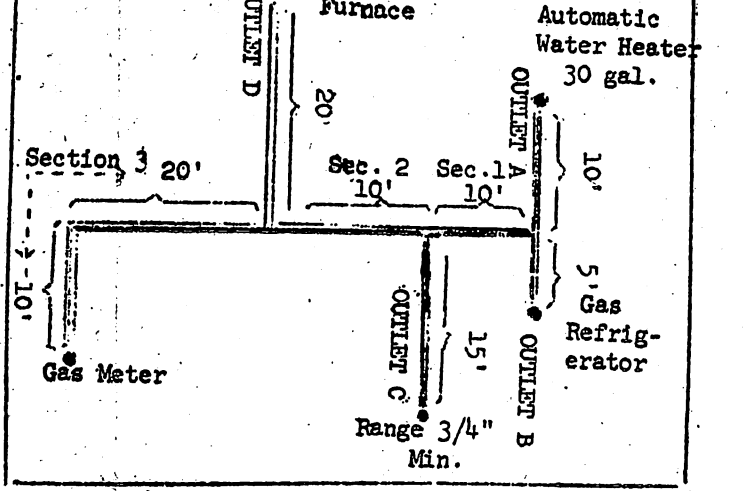 Furnace
Automatic
Water Heater
30 gal.
OUTLET D
20'
OUTLET A
10'
Section 3
20'
Sec. 2
10'
Sec. 1
10'
10'
5'
Gas
Refrig-
erator
OUTLET B
OUTLET C
15'
Gas Meter
Range 3/4"
Min.